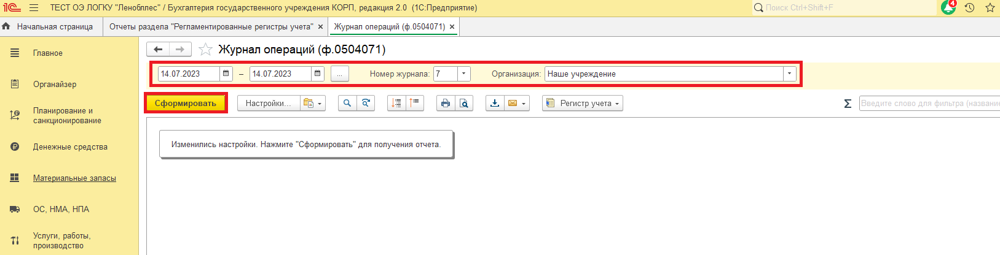 1С ТЕСТ ОЭ ЛОГКУ "Ленобллес" / Бухгалтерия государственного учреждения КОРП, редакция 2.0 (1С:Предприятие) Поиск Ctrl+Shift+F 4
Начальная страница Отчеты раздела "Регламентированные регистры учета" × Журнал операций (ф.0504071) ×
Главное
Органайзер
Планирование и
санкционирование
Денежные средства
Материальные запасы
ОС, НМА, НПА
Услуги, работы,
производство
Журнал операций (ф.0504071)
14.07.2023 – 14.07.2023 ... Номер журнала: 7 Организация: Наше учреждение
Сформировать Настройки... Регистр учета Σ Введите слово для фильтра (название
Изменились настройки. Нажмите "Сформировать" для получения отчета.